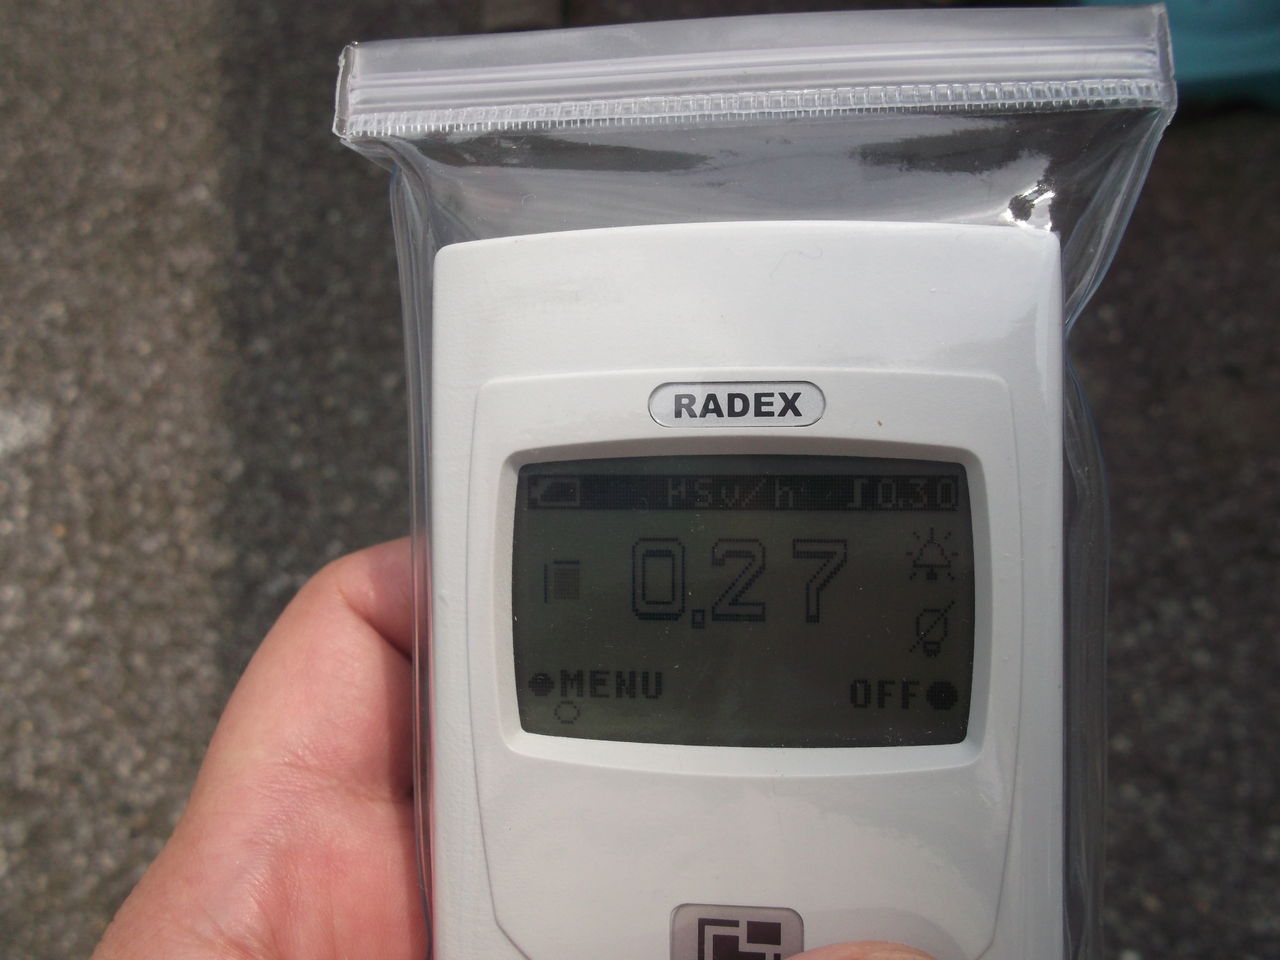 RADEX
µSv/h 0.30
0.27
MENU OFF